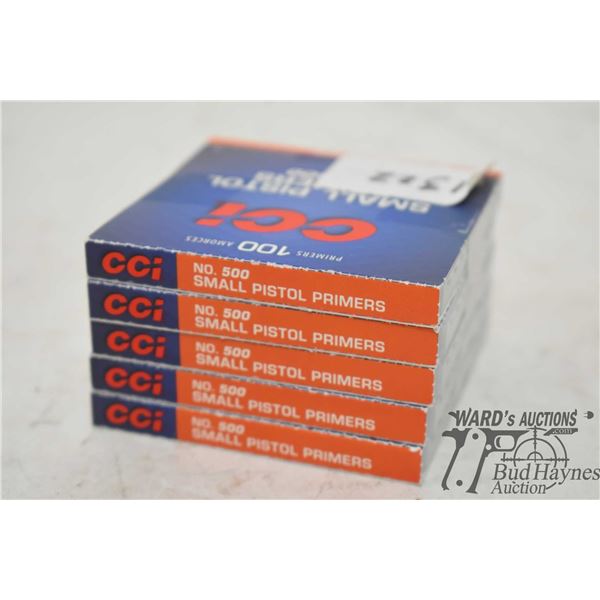 1313
SMALL PISTOL
CCi
PRIMERS 100 AMORCES
CCi NO. 500
SMALL PISTOL PRIMERS
CCi NO. 500
SMALL PISTOL PRIMERS
CCi NO. 500
SMALL PISTOL PRIMERS
CCi NO. 500
SMALL PISTOL PRIMERS
CCi NO. 500
SMALL PISTOL PRIMERS
WARD's AUCTIONS
.com
Bud Haynes
Auction